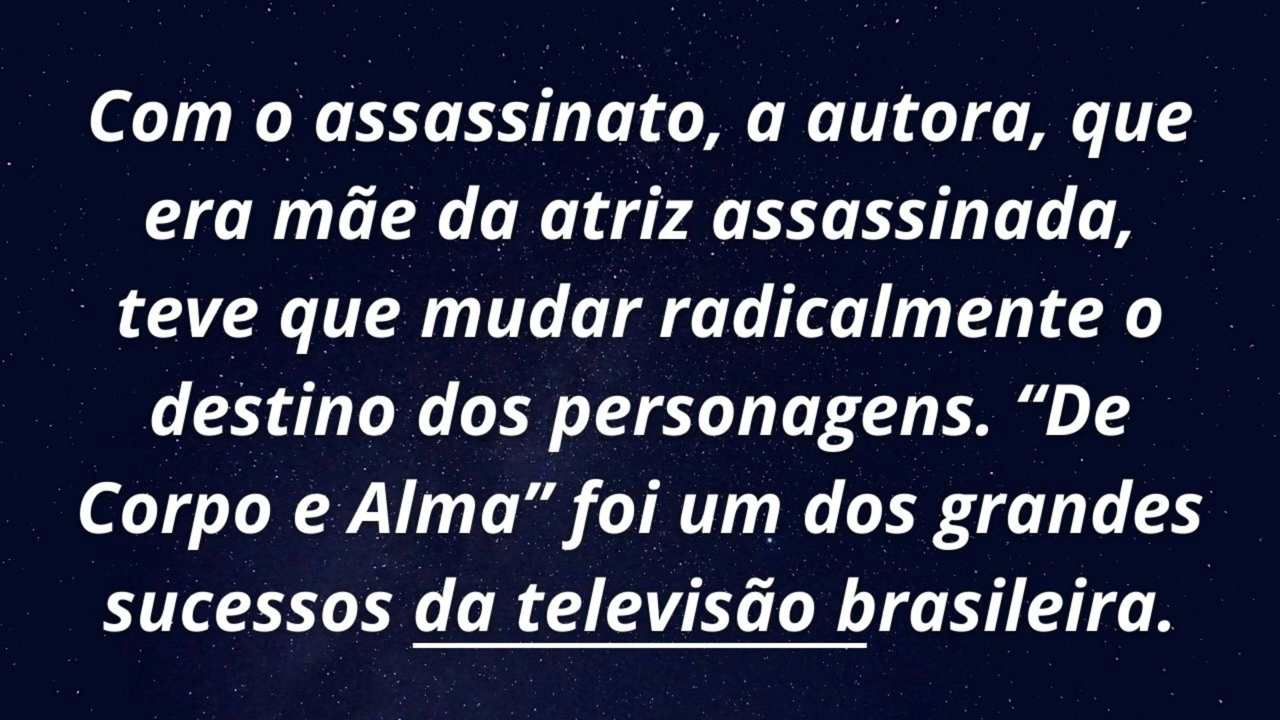 Com o assassinato, a autora, que
era mãe da atriz assassinada,
teve que mudar radicalmente o
destino dos personagens. “De
Corpo e Alma” foi um dos grandes
sucessos da televisão brasileira.